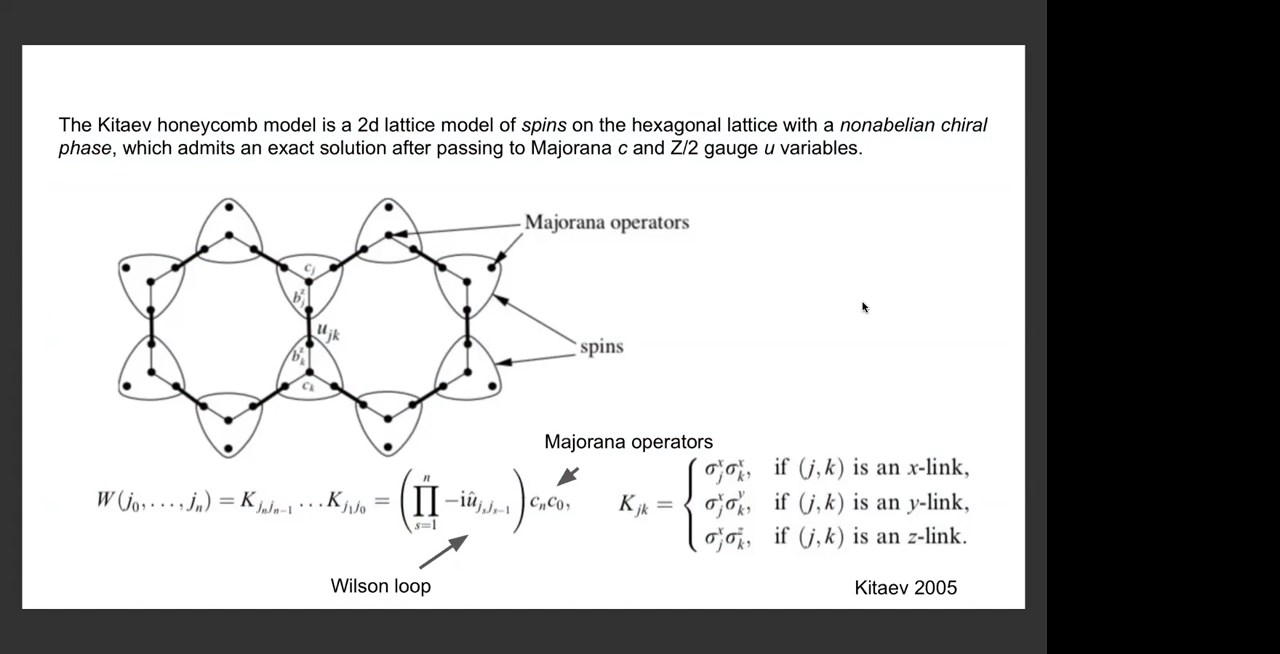 The Kitaev honeycomb model is a 2d lattice model of spins on the hexagonal lattice with a nonabelian chiral
phase, which admits an exact solution after passing to Majorana c and Z/2 gauge u variables.
Majorana operators
c_j
b_j^z
u_{jk}
b_k^z
c_k
spins
Majorana operators
W(j_0, . . . , j_n) = K_{j_n j_{n−1}} . . . K_{j_1 j_0} = (∏_{s=1}^{n} −iû_{j_s j_{s−1}}) c_n c_0,
K_{jk} = { σ_j^x σ_k^x, if (j, k) is an x-link,
σ_j^x σ_k^y, if (j, k) is an y-link,
σ_j^x σ_k^z, if (j, k) is an z-link.
Wilson loop
Kitaev 2005